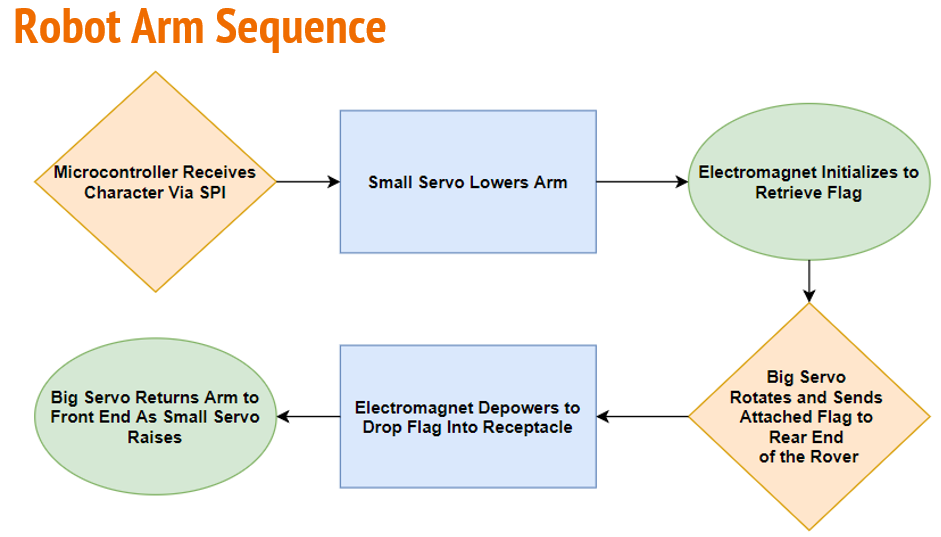 Robot Arm Sequence
Microcontroller Receives
Character Via SPI
Small Servo Lowers Arm
Electromagnet Initializes to
Retrieve Flag
Big Servo
Rotates and Sends
Attached Flag to
Rear End
of the Rover
Electromagnet Depowers to
Drop Flag Into Receptacle
Big Servo Returns Arm to
Front End As Small Servo
Raises